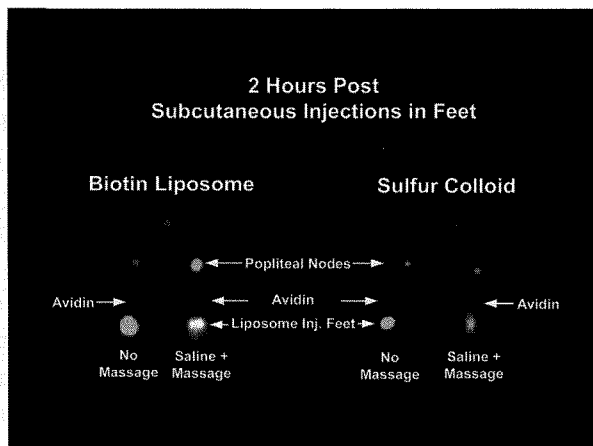 2 Hours Post
Subcutaneous Injections in Feet
Biotin Liposome
Sulfur Colloid
Popliteal Nodes
Avidin
Avidin
Avidin
Liposome Inj. Feet
No
Massage
Saline +
Massage
No
Massage
Saline +
Massage